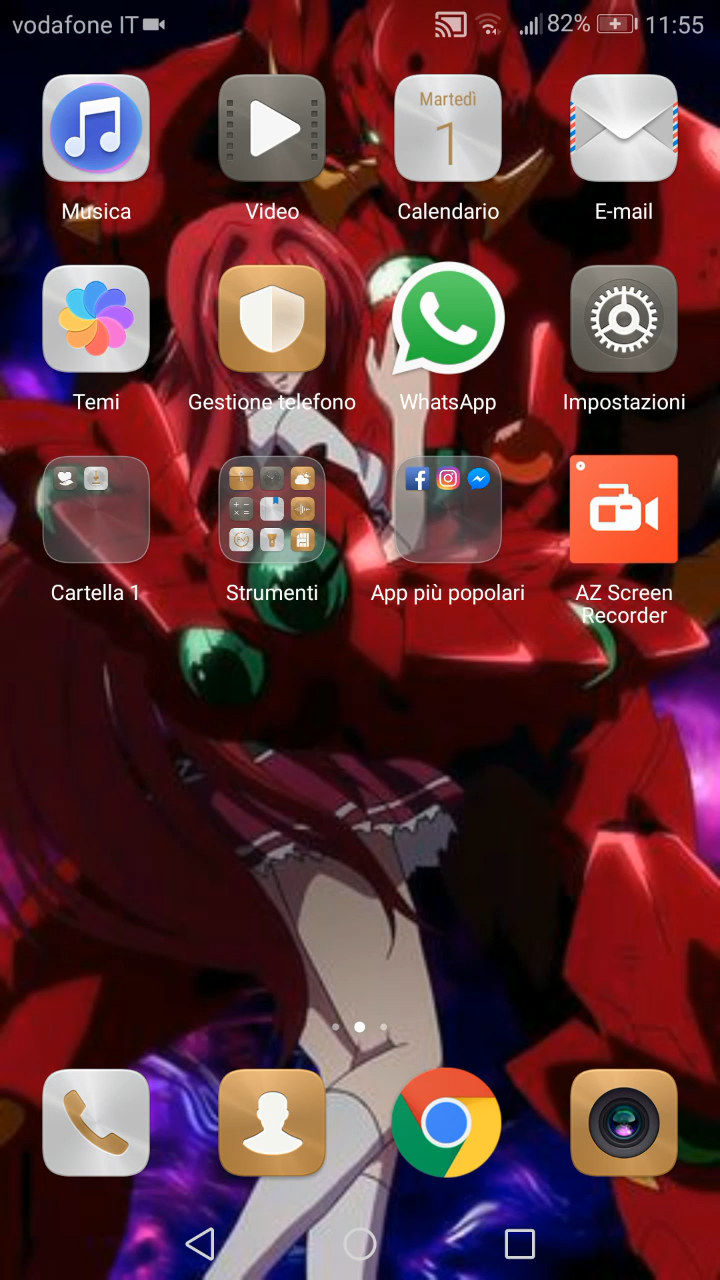 vodafone IT 82% 11:55
Martedì
1
Musica Video Calendario E-mail
Temi Gestione telefono WhatsApp Impostazioni
Cartella 1 Strumenti App più popolari AZ Screen
Recorder